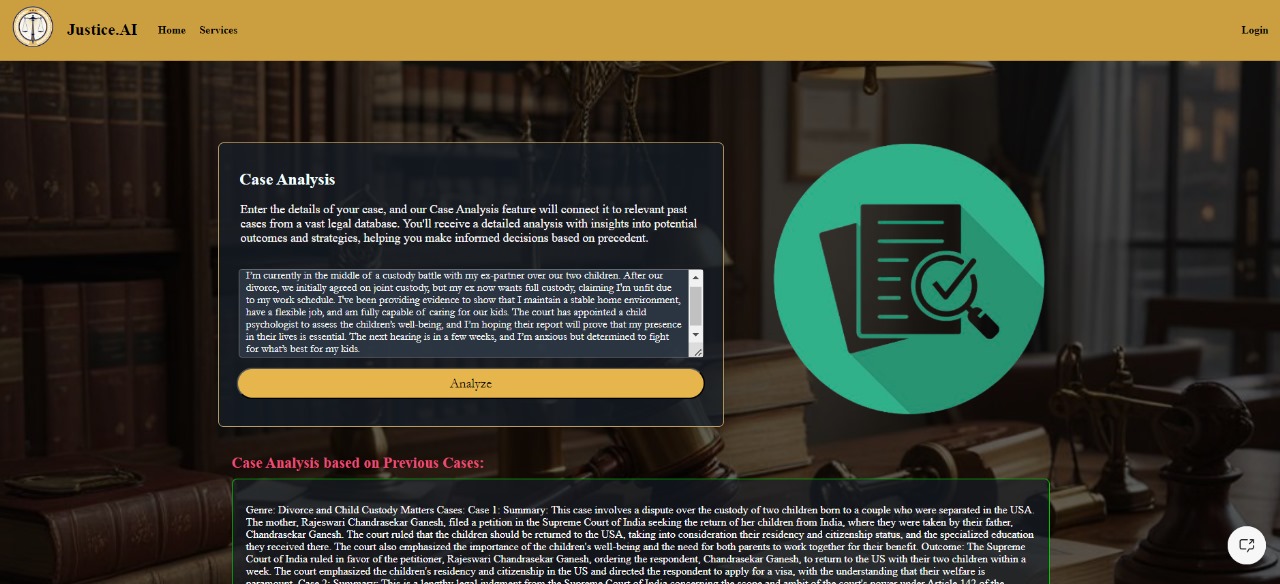 Justice.AI
Home
Services
Login
Case Analysis
Enter the details of your case, and our Case Analysis feature will connect it to relevant past
cases from a vast legal database. You'll receive a detailed analysis with insights into potential
outcomes and strategies, helping you make informed decisions based on precedent.
I'm currently in the middle of a custody battle with my ex-partner over our two children. After our
divorce, we initially agreed on joint custody, but my ex now wants full custody, claiming I'm unfit due
to my work schedule. I've been providing evidence to show that I maintain a stable home environment,
have a flexible job, and am fully capable of caring for our kids. The court has appointed a child
psychologist to assess the children's well-being, and I'm hoping their report will prove that my presence
in their lives is essential. The next hearing is in a few weeks, and I'm anxious but determined to fight
for what's best for my kids.
Analyze
Case Analysis based on Previous Cases:
Genre: Divorce and Child Custody Matters Cases: Case 1: Summary: This case involves a dispute over the custody of two children born to a couple who were separated in the USA.
The mother, Rajeswari Chandrasekar Ganesh, filed a petition in the Supreme Court of India seeking the return of her children from India, where they were taken by their father,
Chandrasekar Ganesh. The court ruled that the children should be returned to the USA, taking into consideration their residency and citizenship status, and the specialized education
they received there. The court also emphasized the importance of the children's well-being and the need for both parents to work together for their benefit. Outcome: The Supreme
Court of India ruled in favor of the petitioner, Rajeswari Chandrasekar Ganesh, ordering the respondent, Chandrasekar Ganesh, to return to the US with their two children within a
week. The court emphasized the children's residency and citizenship in the US and directed the respondent to apply for a visa, with the understanding that their welfare is
paramount. Case 2: Summary: This is a lengthy legal judgment from the Supreme Court of India concerning the scope and ambit of the court's power under Article 142 of the